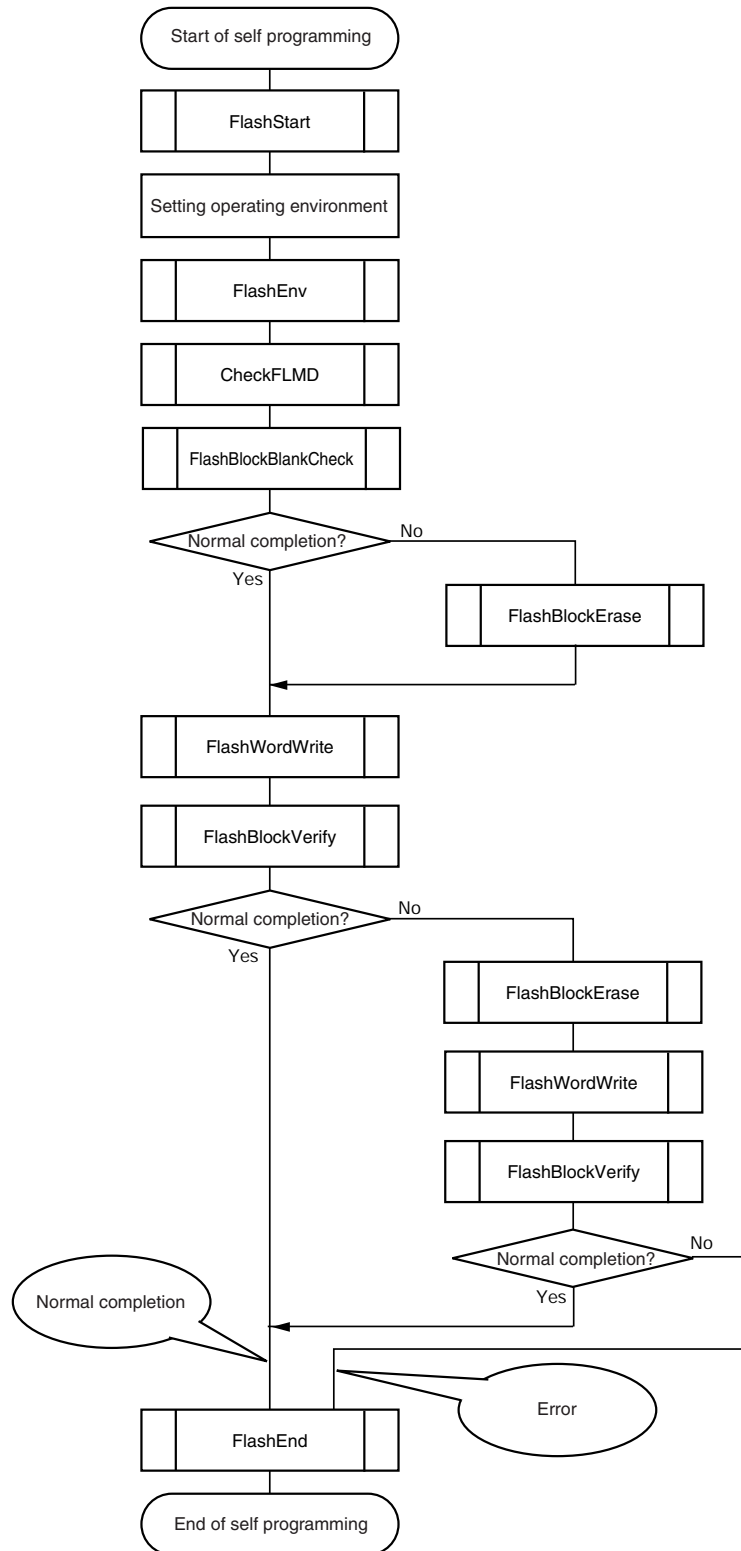 Start of self programming
FlashStart
Setting operating environment
FlashEnv
CheckFLMD
FlashBlockBlankCheck
Normal completion?
No
Yes
FlashBlockErase
FlashWordWrite
FlashBlockVerify
Normal completion?
No
Yes
FlashBlockErase
FlashWordWrite
FlashBlockVerify
Normal completion?
No
Yes
Normal completion
Error
FlashEnd
End of self programming